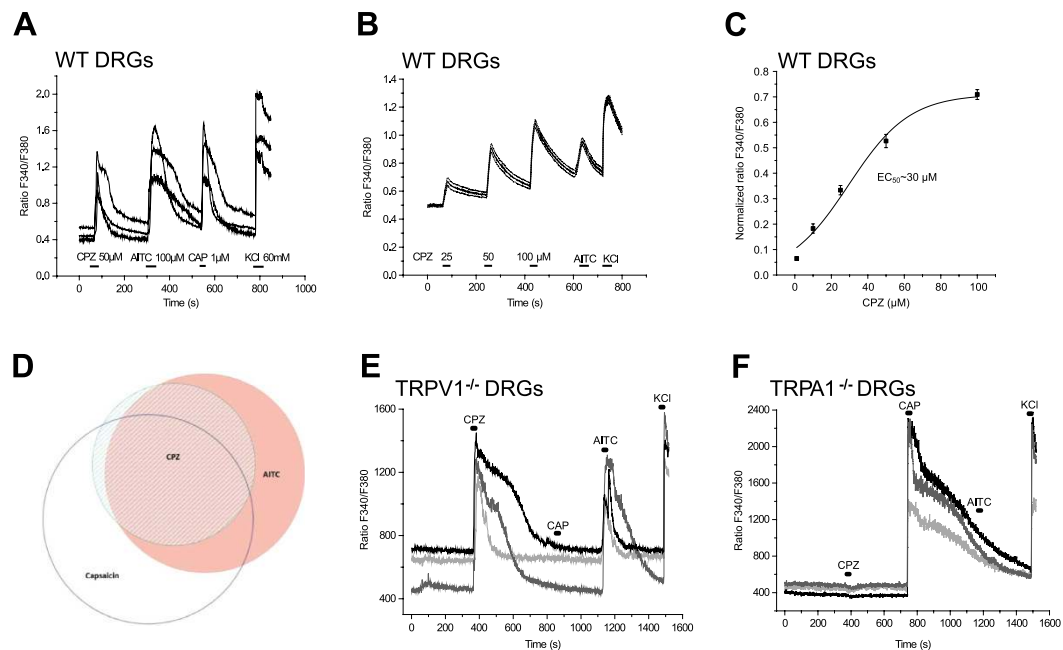 A
WT DRGs
Ratio F340/F380
2.0
1.6
1.2
0.8
0.4
0.0
CPZ 50µM AITC 100µM CAP 1µM KCl 60mM
0 200 400 600 800 1000
Time (s)
B
WT DRGs
Ratio F340/F380
1.4
1.2
1.0
0.8
0.6
0.4
0.2
0.0
CPZ 25 50 100 µM AITC KCl
0 200 400 600 800
Time (s)
C
WT DRGs
Normalized ratio F340/F380
0.8
0.7
0.6
0.5
0.4
0.3
0.2
0.1
0.0
EC50~30 µM
0 20 40 60 80 100
CPZ (µM)
D
CPZ
AITC
Capsaicin
E
TRPV1-/- DRGs
Ratio F340/F380
1600
1200
800
400
CPZ
CAP
AITC
KCl
0 200 400 600 800 1000 1200 1400 1600
Time (s)
F
TRPA1-/- DRGs
Ratio F340/F380
2400
2000
1600
1200
800
400
CPZ
CAP
AITC
KCl
0 200 400 600 800 1000 1200 1400 1600
Time (s)